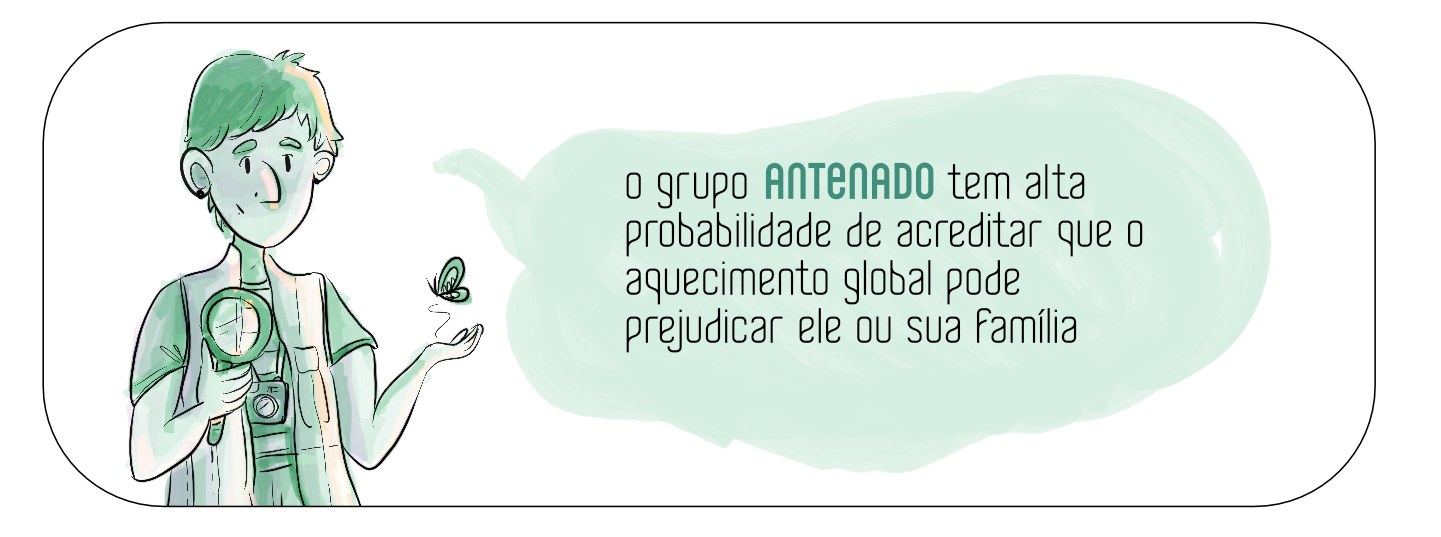 o grupo ANTENADO tem alta
probabilidade de acreditar que o
aquecimento global pode
prejudicar ele ou sua família